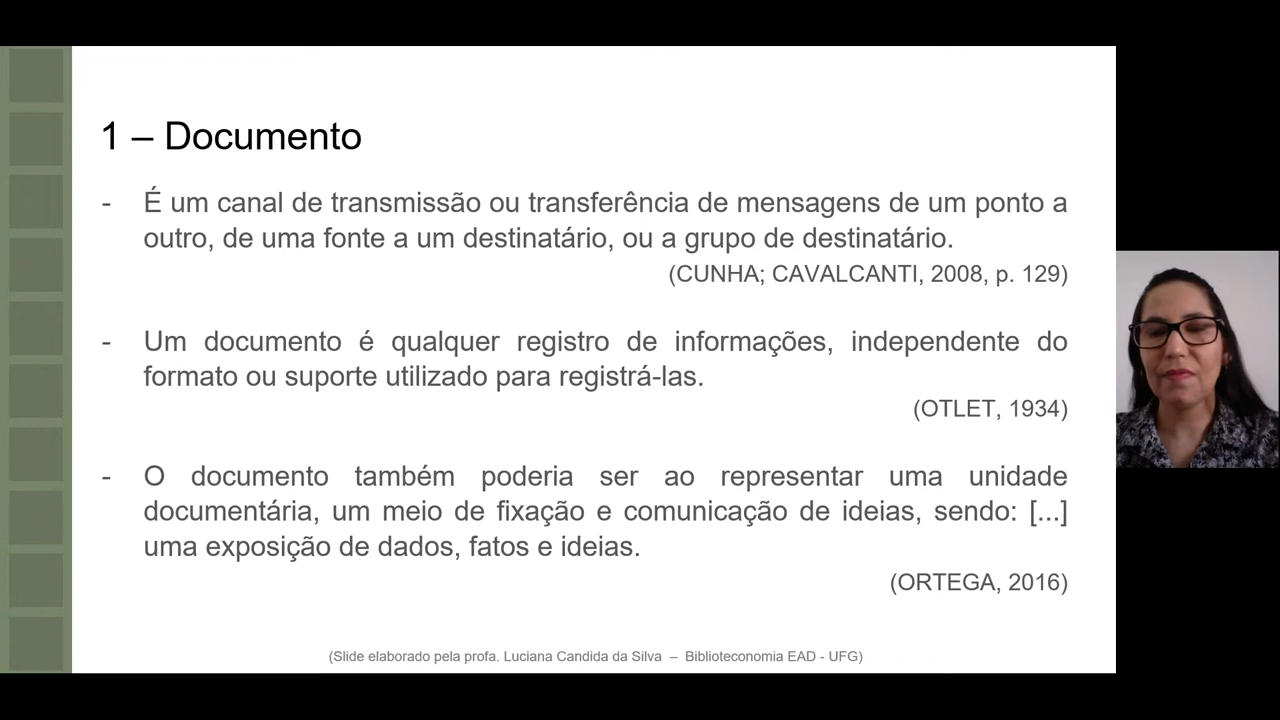 1 – Documento
- É um canal de transmissão ou transferência de mensagens de um ponto a
outro, de uma fonte a um destinatário, ou a grupo de destinatário.
(CUNHA; CAVALCANTI, 2008, p. 129)
- Um documento é qualquer registro de informações, independente do
formato ou suporte utilizado para registrá-las.
(OTLET, 1934)
- O documento também poderia ser ao representar uma unidade
documentária, um meio de fixação e comunicação de ideias, sendo: [...]
uma exposição de dados, fatos e ideias.
(ORTEGA, 2016)
(Slide elaborado pela profa. Luciana Candida da Silva – Biblioteconomia EAD - UFG)